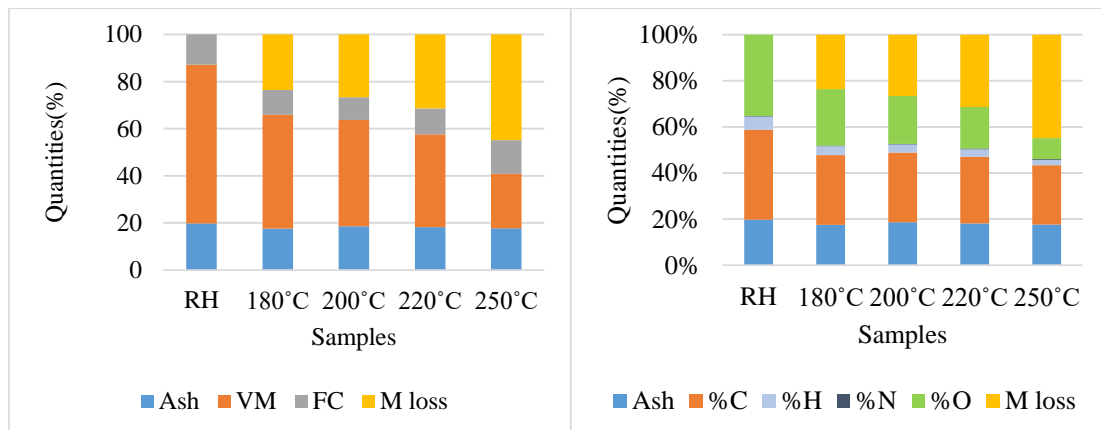 Quantities(%)
100
80
60
40
20
0
RH 180˚C 200˚C 220˚C 250˚C
Samples
Ash VM FC M loss
Quantities(%)
100%
80%
60%
40%
20%
0%
RH 180˚C 200˚C 220˚C 250˚C
Samples
Ash %C %H %N %O M loss